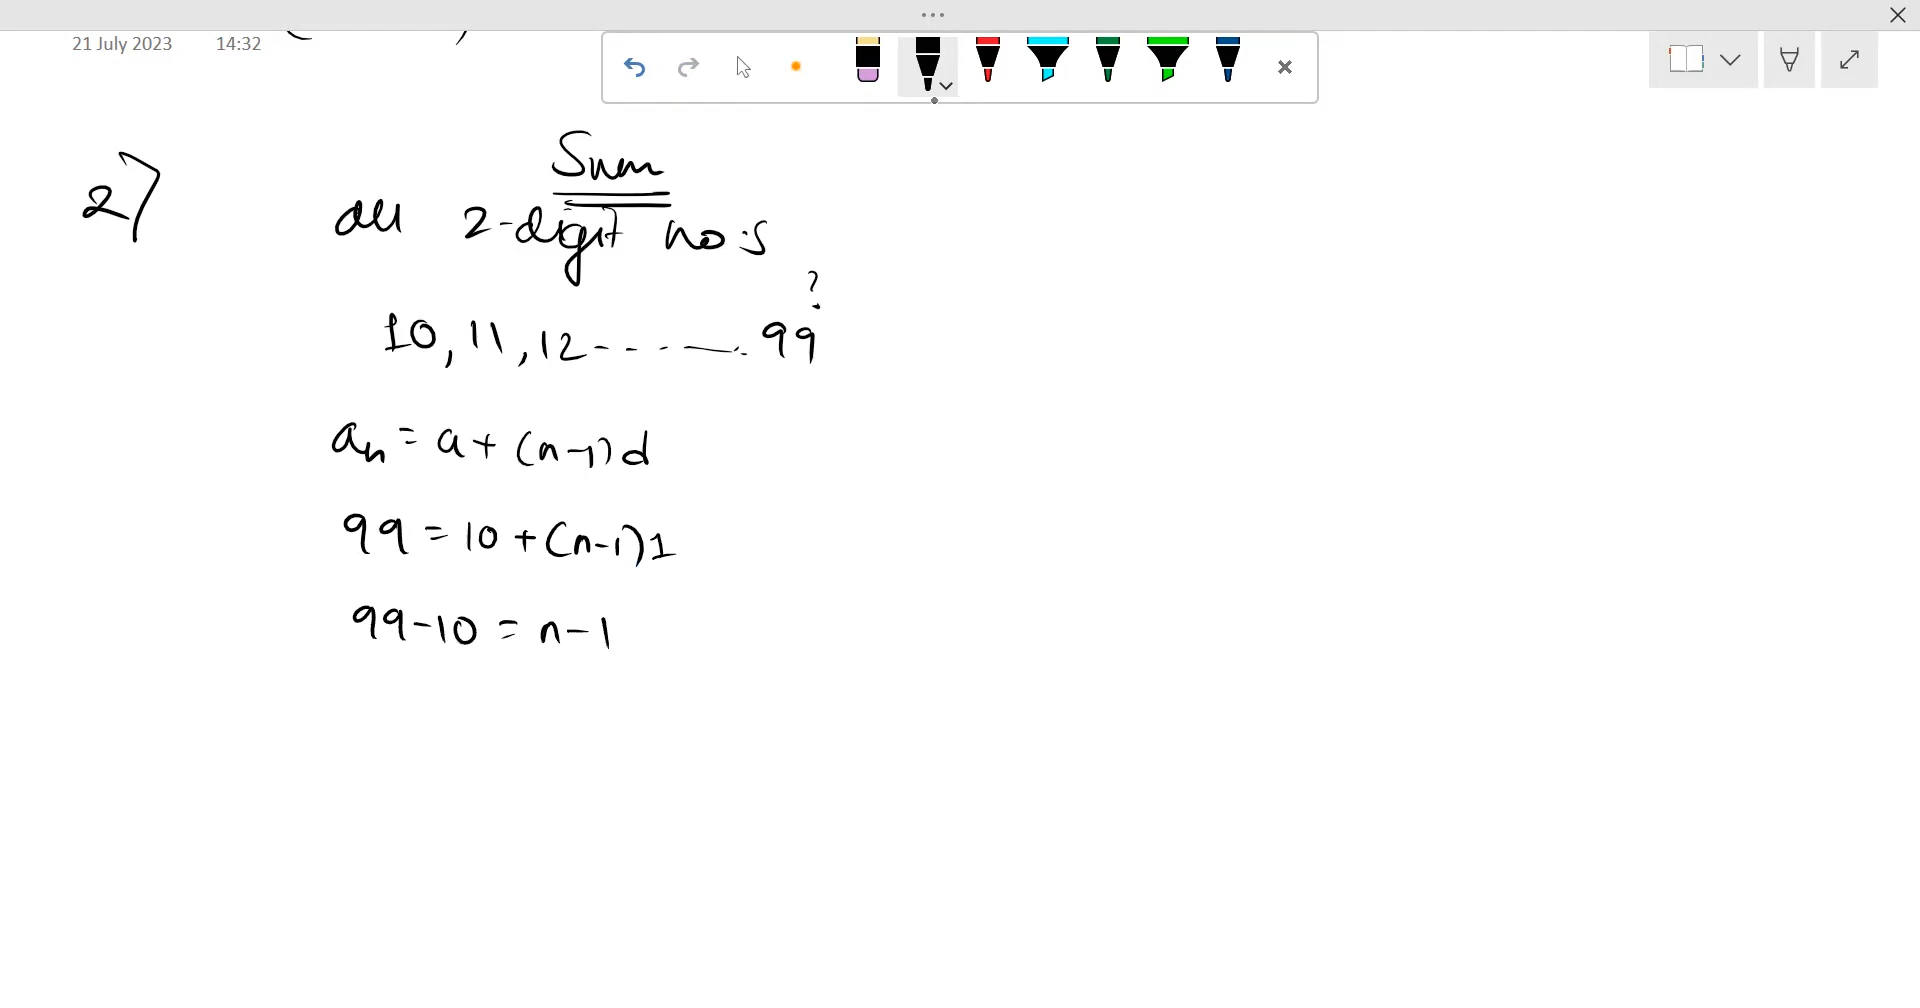 21 July 2023 14:32
Sum
2) all 2-digit no:s
?
10, 11, 12 - - - - —. 99
an = a + (n-1)d
99 = 10 + (n-1)1
99-10 = n-1